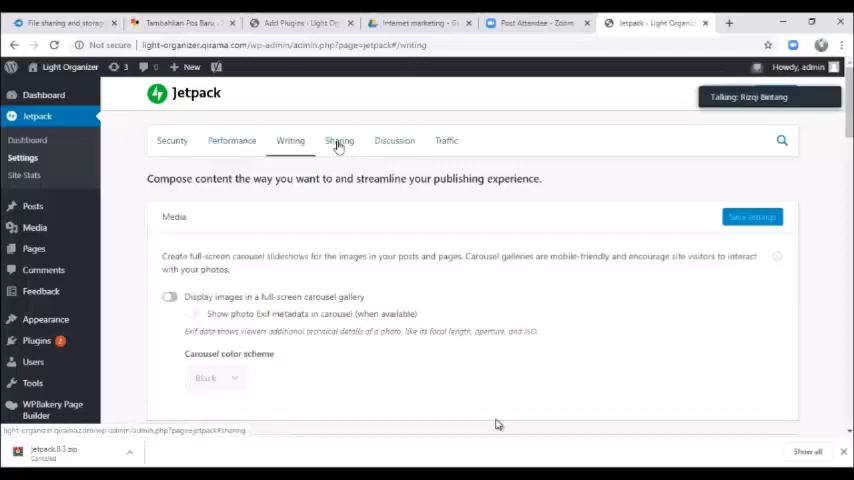 File sharing and storag
Tambahkan Pos Baru -
Add Plugins ‹ Light Or
Internet marketing - Go
Post Attendee - Zoom
Jetpack ‹ Light Organiz
Not secure
light-organizer.qirama.com/wp-admin/admin.php?page=jetpack#/writing
Light Organizer
3
0
+ New
Howdy, admin
Dashboard
Jetpack
Dashboard
Settings
Site Stats
Posts
Media
Pages
Comments
Feedback
Appearance
Plugins 2
Users
Tools
WPBakery Page
Builder
Jetpack
Talking: Rizqi Bintang
Security
Performance
Writing
Sharing
Discussion
Traffic
Compose content the way you want to and streamline your publishing experience.
Media
Save settings
Create full-screen carousel slideshows for the images in your posts and pages. Carousel galleries are mobile-friendly and encourage site visitors to interact
with your photos.
Display images in a full-screen carousel gallery
Show photo Exif metadata in carousel (when available)
Exif data shows viewers additional technical details of a photo, like its focal length, aperture, and ISO.
Carousel color scheme
Black
light-organizer.qirama.com/wp-admin/admin.php?page=jetpack#sharing
jetpack.8.3.zip
Canceled
Show all